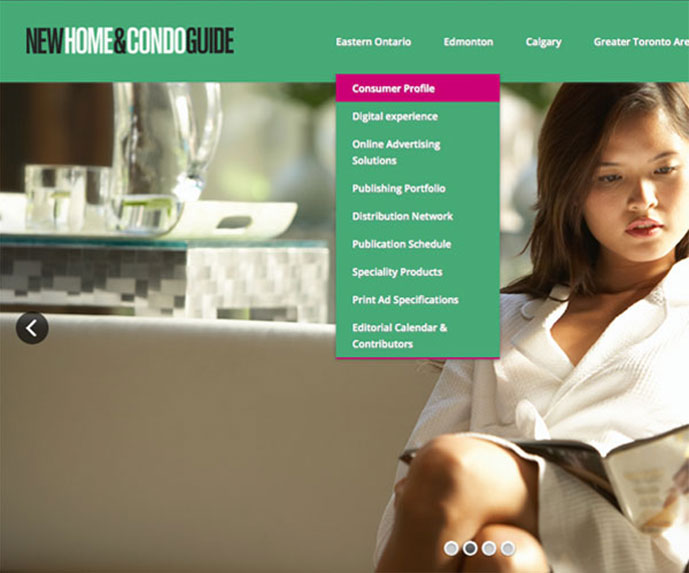 NEWHOME&CONDOGUIDE
Eastern Ontario Edmonton Calgary Greater Toronto Are
Consumer Profile
Digital experience
Online Advertising
Solutions
Publishing Portfolio
Distribution Network
Publication Schedule
Speciality Products
Print Ad Specifications
Editorial Calendar &
Contributors